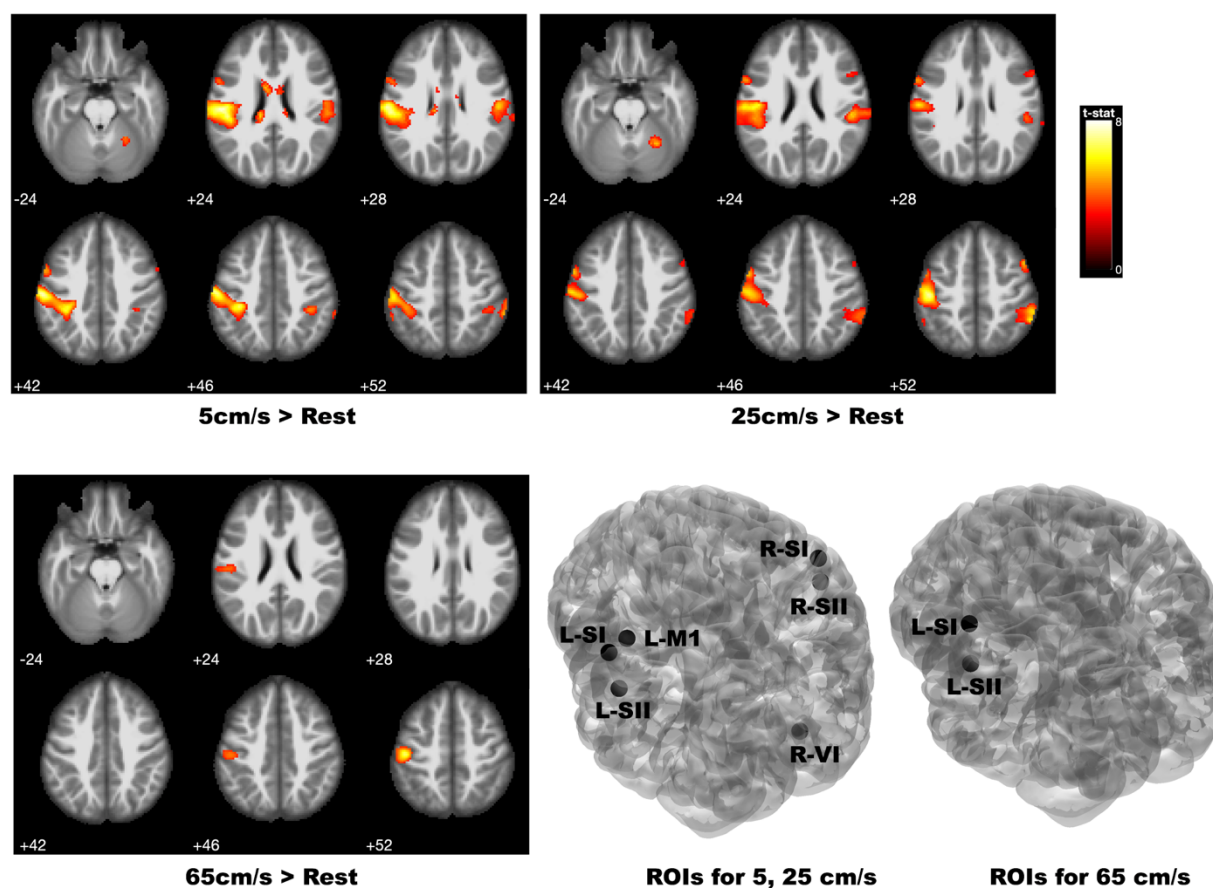 -24
+24
+28
+42
+46
+52
5cm/s > Rest
-24
+24
+28
+42
+46
+52
25cm/s > Rest
t-stat
8
0
-24
+24
+28
+42
+46
+52
65cm/s > Rest
R-SI
R-SII
L-SI
L-M1
L-SII
R-VI
ROIs for 5, 25 cm/s
L-SI
L-SII
ROIs for 65 cm/s